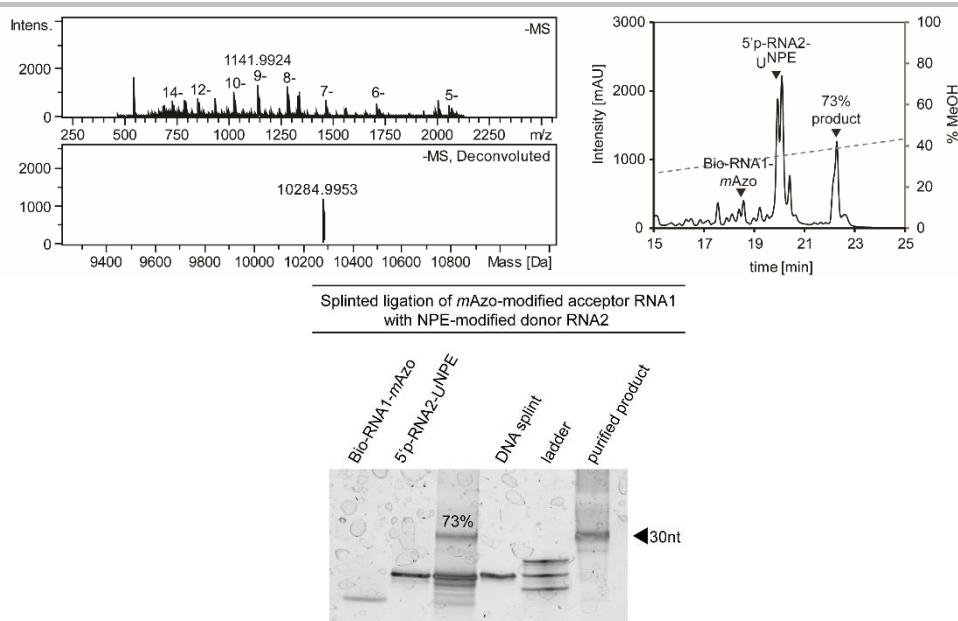 Intens.
-MS
4000
2000
0
1141.9924
14-
12-
10-
9-
8-
7-
6-
5-
250
500
750
1000
1250
1500
1750
2000
2250
m/z
-MS, Deconvoluted
2000
1000
0
10284.9953
9400
9600
9800
10000
10200
10400
10600
10800
Mass [Da]
Intensity [mAU]
3000
2000
1000
0
5'p-RNA2-
UNPE
73%
product
Bio-RNA1-
mAzo
100
80
60
40
20
0
% MeOH
15
17
19
21
23
25
time [min]
Splinted ligation of mAzo-modified acceptor RNA1
with NPE-modified donor RNA2
Bio-RNA1-mAzo
5'p-RNA2-UNPE
DNA splint
ladder
purified product
73%
30nt